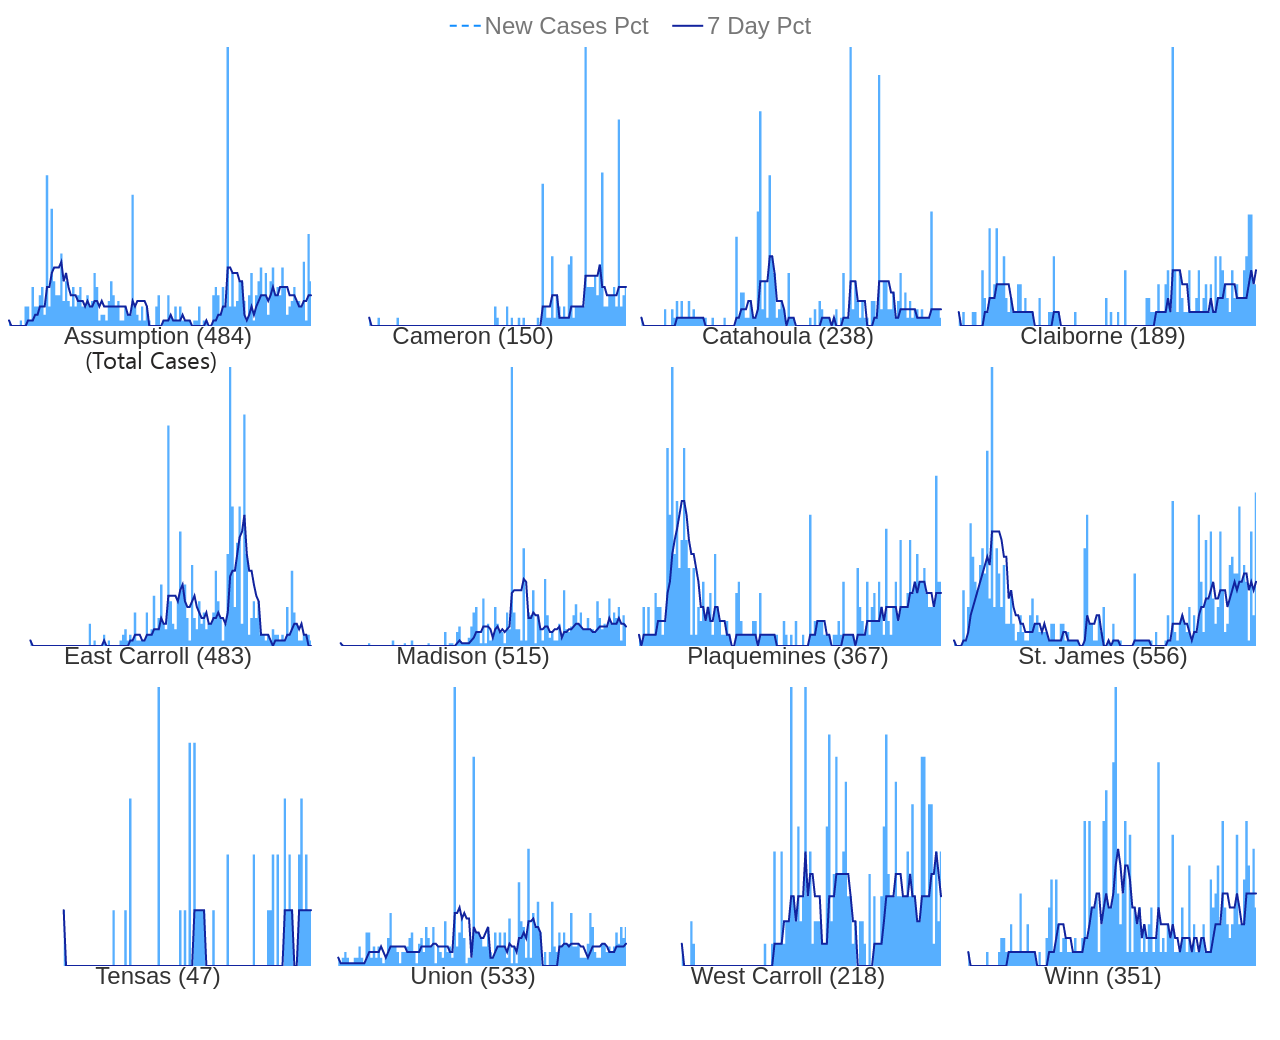 New Cases Pct 7 Day Pct
Assumption (484) Cameron (150) Catahoula (238) Claiborne (189)
(Total Cases)
East Carroll (483) Madison (515) Plaquemines (367) St. James (556)
Tensas (47) Union (533) West Carroll (218) Winn (351)